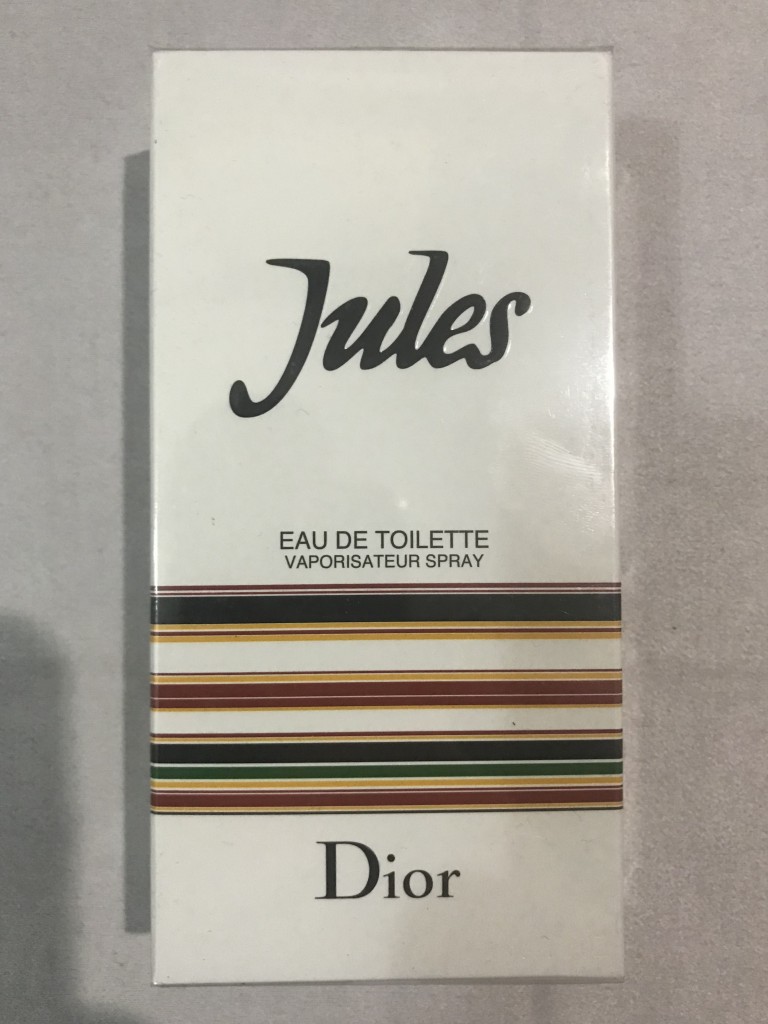 Jules
EAU DE TOILETTE
VAPORISATEUR SPRAY
Dior